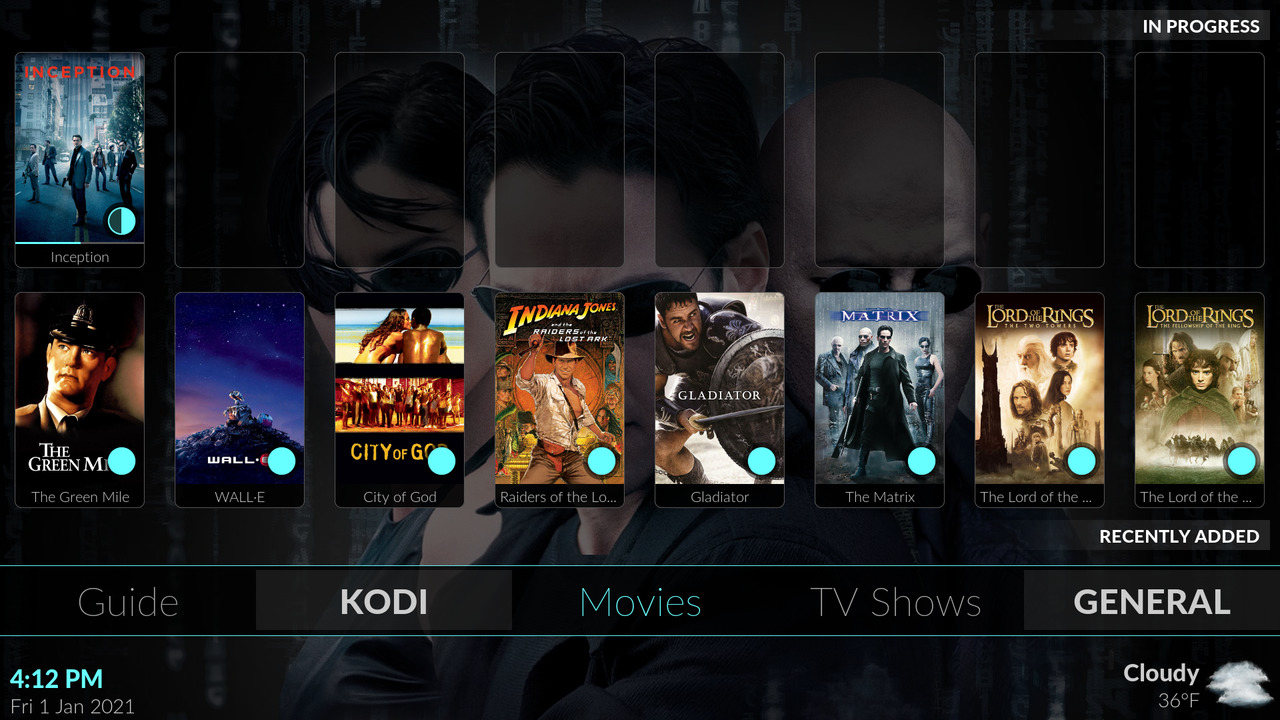 IN PROGRESS
INCEPTION
Inception
THE
GREEN MI
The Green Mile
WALL•E
WALL·E
CITY OF GOD
City of God
INDIANA JONES
and the
RAIDERS of the
LOST ARK
Raiders of the Lo...
GLADIATOR
Gladiator
MATRIX
The Matrix
THE
LORD OF THE RINGS
THE TWO TOWERS
The Lord of the ...
THE
LORD OF THE RINGS
THE FELLOWSHIP OF THE RING
The Lord of the ...
RECENTLY ADDED
Guide
KODI
Movies
TV Shows
GENERAL
4:12 PM
Fri 1 Jan 2021
Cloudy
36°F